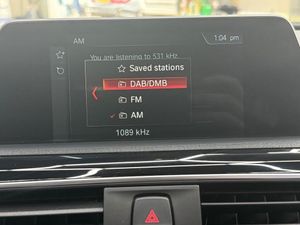 AM
1:04 pm
You are listening to 531 kHz
Saved stations
DAB/DMB
FM
AM
1089 kHz